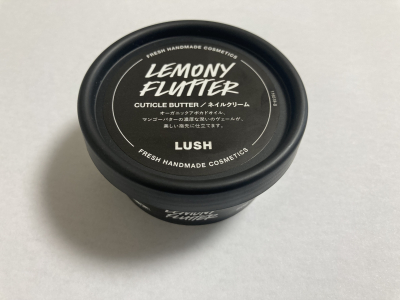 FRESH HANDMADE COSMETICS
LEMONY
FLUTTER
CUTICLE BUTTER／ネイルクリーム
オーガニックアボカドオイル、
マンゴーバターの濃厚な潤いのヴェールが、
美しい指先に仕立てます。
LUSH
FRESH HANDMADE COSMETICS
LEMONY
FLUTTER